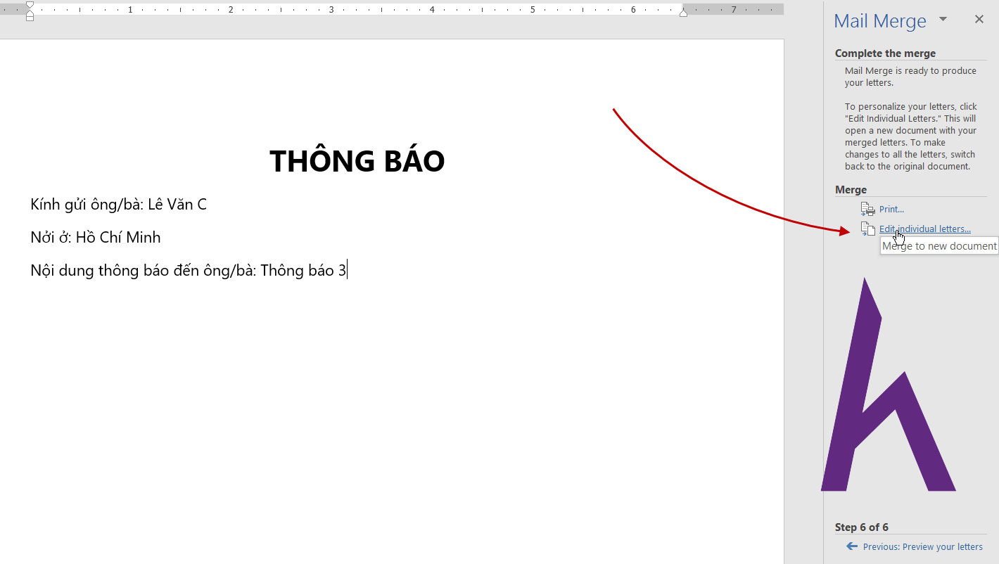 1 2 3 4 5 6 7
Mail Merge
Complete the merge
Mail Merge is ready to produce
your letters.
To personalize your letters, click
"Edit Individual Letters." This will
open a new document with your
merged letters. To make
changes to all the letters, switch
back to the original document.
Merge
Print...
Edit individual letters...
Merge to new document
Step 6 of 6
Previous: Preview your letters
THÔNG BÁO
Kính gửi ông/bà: Lê Văn C
Nởi ở: Hồ Chí Minh
Nội dung thông báo đến ông/bà: Thông báo 3